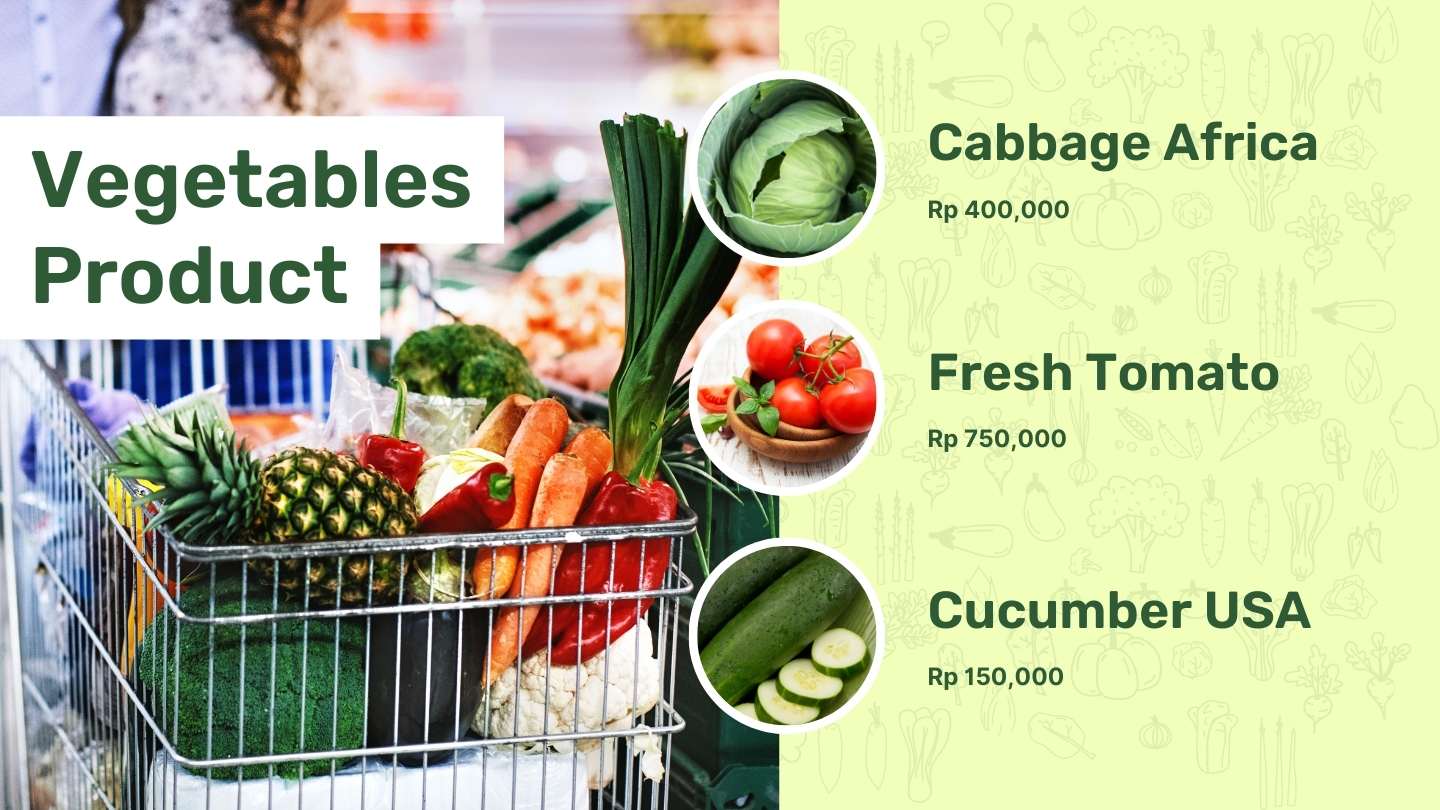 Vegetables
Product
Cabbage Africa
Rp 400,000
Fresh Tomato
Rp 750,000
Cucumber USA
Rp 150,000